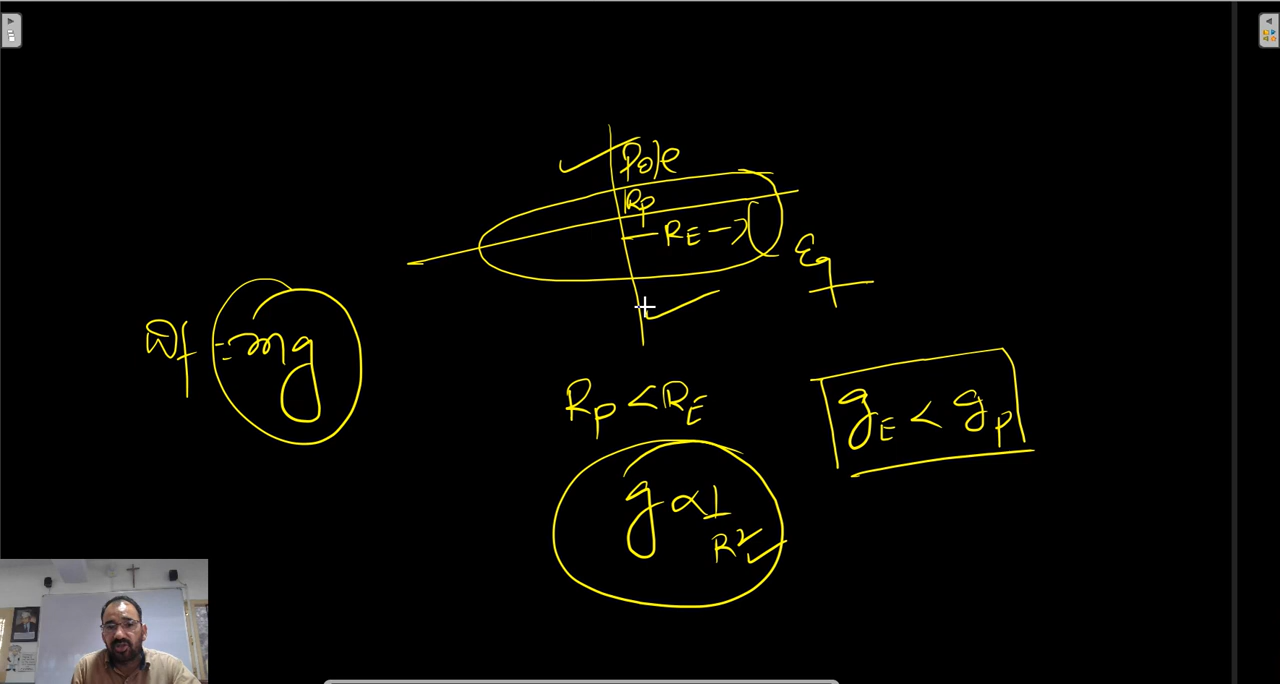 Pole
Rp
RE →
Eq
Wt = mg
Rp < RE
gE < gp
g ∝ 1/R²